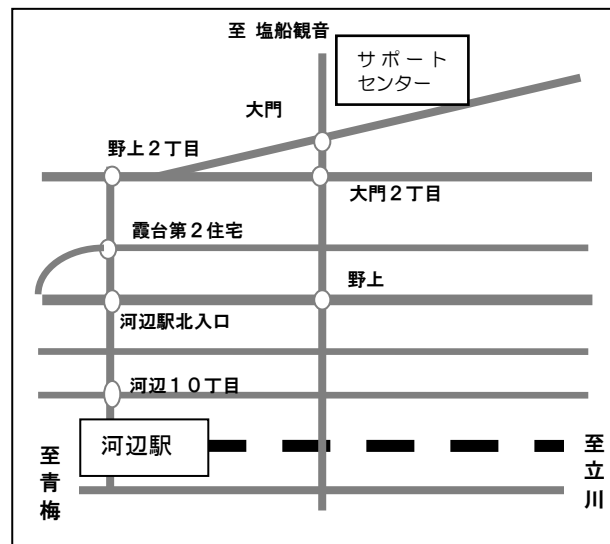 至 塩船観音
サポート
センター
大門
野上２丁目
大門２丁目
霞台第２住宅
野上
河辺駅北入口
河辺１０丁目
河辺駅
至青梅
至立川